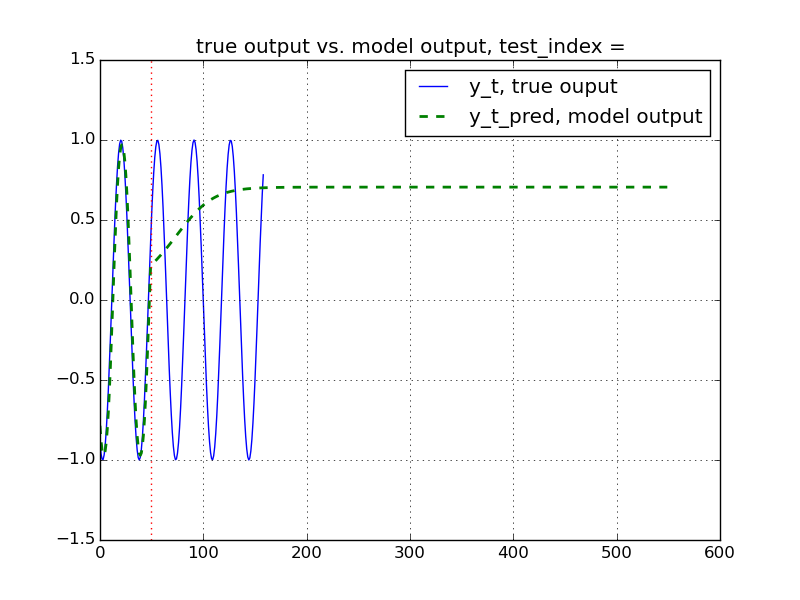 true output vs. model output, test_index =
y_t, true ouput
y_t_pred, model output
1.5
1.0
0.5
0.0
−0.5
−1.0
−1.5
0 100 200 300 400 500 600